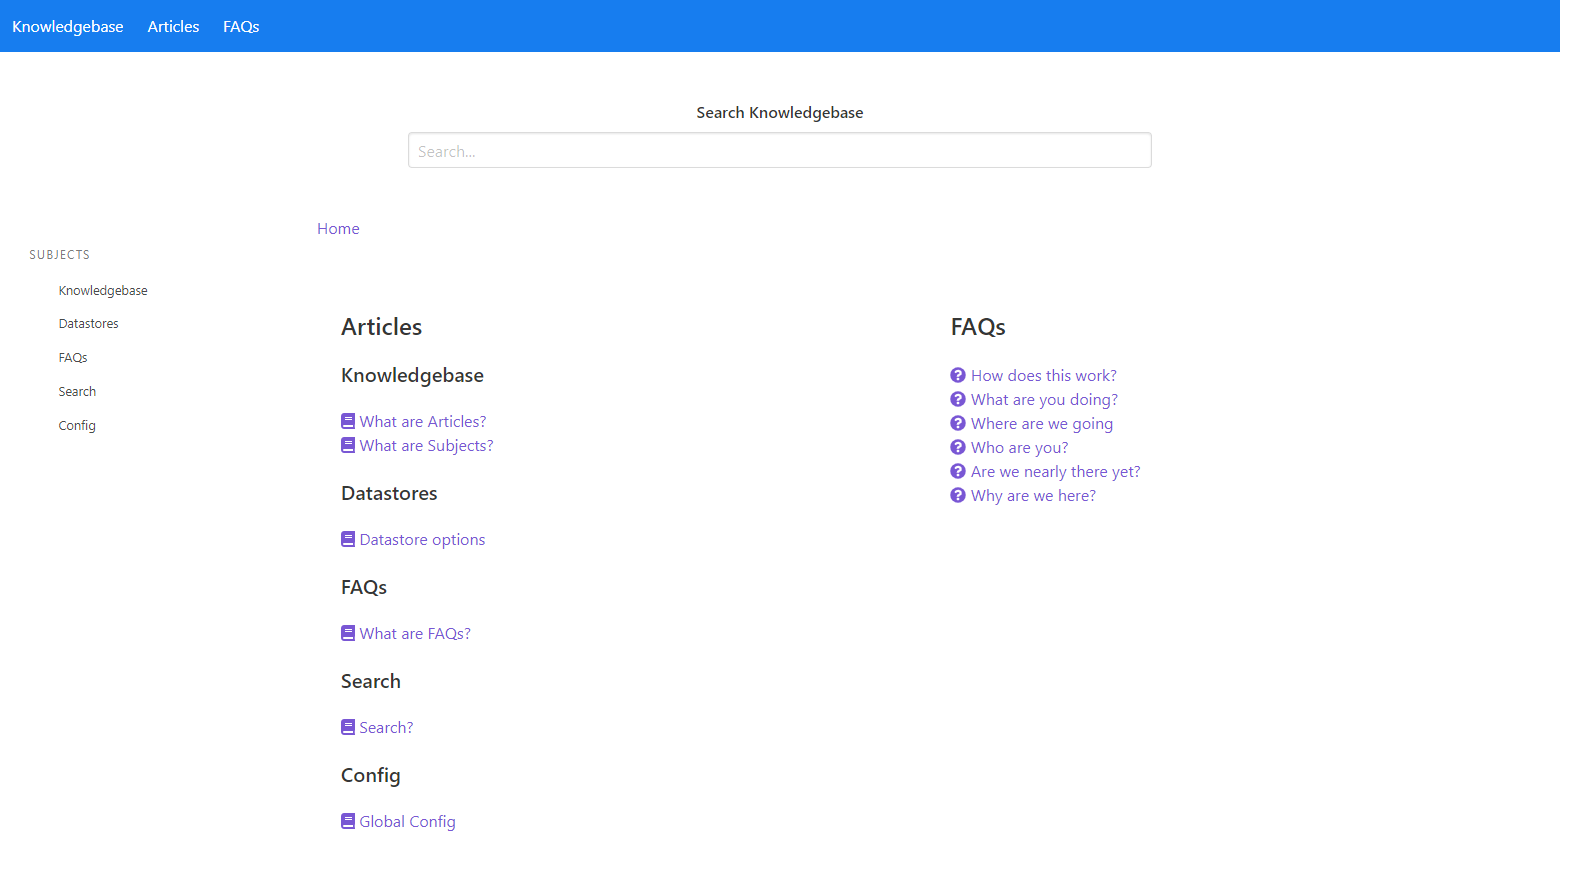 Knowledgebase Articles FAQs
Search Knowledgebase
Search...
Home
SUBJECTS
Knowledgebase
Datastores
FAQs
Search
Config
Articles
Knowledgebase
What are Articles?
What are Subjects?
Datastores
Datastore options
FAQs
What are FAQs?
Search
Search?
Config
Global Config
FAQs
How does this work?
What are you doing?
Where are we going
Who are you?
Are we nearly there yet?
Why are we here?